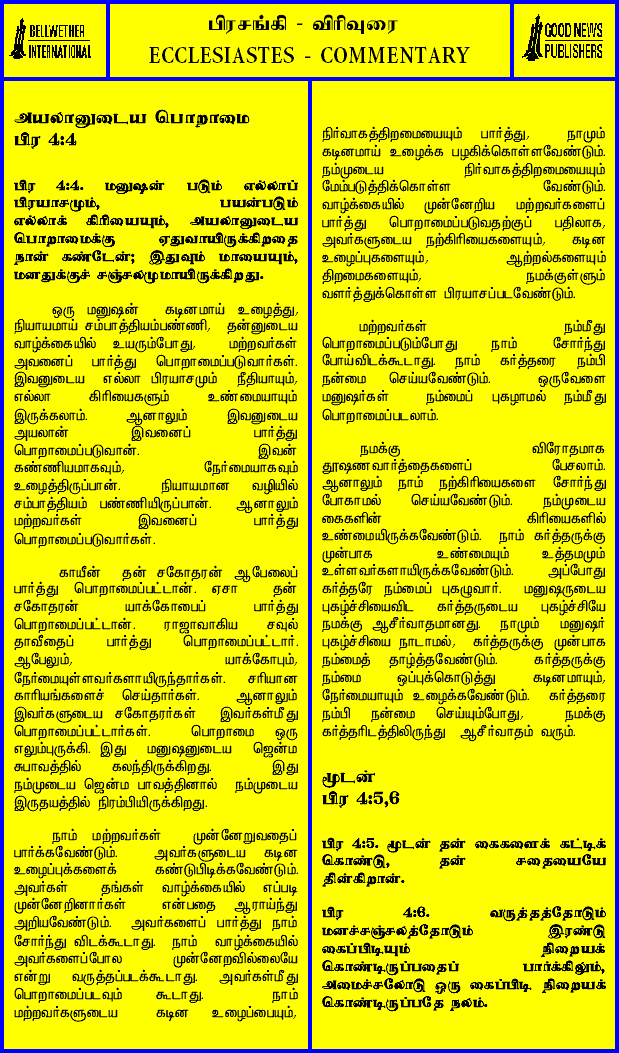 BELLWETHER
INTERNATIONAL
பிரசங்கி - விரிவுரை
ECCLESIASTES - COMMENTARY
GOOD NEWS
PUBLISHERS
அயலானுடைய பொறாமை
பிர 4:4
பிர 4:4. மனுஷன் படும் எல்லாப்
பிரயாசமும், பயன்படும்
எல்லாக் கிரியையும், அயலானுடைய
பொறாமைக்கு ஏதுவாயிருக்கிறதை
நான் கண்டேன்; இதுவும் மாயையும்,
மனதுக்குச் சஞ்சலமுமாயிருக்கிறது.
ஒரு மனுஷன் கடினமாய் உழைத்து,
நியாயமாய் சம்பாத்தியம்பண்ணி, தன்னுடைய
வாழ்க்கையில் உயரும்போது, மற்றவர்கள்
அவனைப் பார்த்து பொறாமைப்படுவார்கள்.
இவனுடைய எல்லா பிரயாசமும் நீதியாயும்,
எல்லா கிரியைகளும் உண்மையாயும்
இருக்கலாம். ஆனாலும் இவனுடைய
அயலான் இவனைப் பார்த்து
பொறாமைப்படுவான். இவன்
கண்ணியமாகவும், நேர்மையாகவும்
உழைத்திருப்பான். நியாயமான வழியில்
சம்பாத்தியம் பண்ணியிருப்பான். ஆனாலும்
மற்றவர்கள் இவனைப் பார்த்து
பொறாமைப்படுவார்கள்.
காயீன் தன் சகோதரன் ஆபேலைப்
பார்த்து பொறாமைப்பட்டான். ஏசா தன்
சகோதரன் யாக்கோபைப் பார்த்து
பொறாமைப்பட்டான். ராஜாவாகிய சவுல்
தாவீதைப் பார்த்து பொறாமைப்பட்டார்.
ஆபேலும், யாக்கோபும்,
நேர்மையுள்ளவர்களாயிருந்தார்கள். சரியான
காரியங்களைச் செய்தார்கள். ஆனாலும்
இவர்களுடைய சகோதரர்கள் இவர்கள்மீது
பொறாமைப்பட்டார்கள். பொறாமை ஒரு
எலும்புருக்கி. இது மனுஷனுடைய ஜென்ம
சுபாவத்தில் கலந்திருக்கிறது. இது
நம்முடைய ஜென்ம பாவத்தினால் நம்முடைய
இருதயத்தில் நிரம்பியிருக்கிறது.
நாம் மற்றவர்கள் முன்னேறுவதைப்
பார்க்கவேண்டும். அவர்களுடைய கடின
உழைப்புக்களைக் கண்டுபிடிக்கவேண்டும்.
அவர்கள் தங்கள் வாழ்க்கையில் எப்படி
முன்னேறினார்கள் என்பதை ஆராய்ந்து
அறியவேண்டும். அவர்களைப் பார்த்து நாம்
சோர்ந்து விடக்கூடாது. நாம் வாழ்க்கையில்
அவர்களைப்போல முன்னேறவில்லையே
என்று வருத்தப்படக்கூடாது. அவர்கள்மீது
பொறாமைப்படவும் கூடாது. நாம்
மற்றவர்களுடைய கடின உழைப்பையும்,
நிர்வாகத்திறமையையும் பார்த்து, நாமும்
கடினமாய் உழைக்க பழகிக்கொள்ளவேண்டும்.
நம்முடைய நிர்வாகத்திறமையையும்
மேம்படுத்திக்கொள்ள வேண்டும்.
வாழ்க்கையில் முன்னேறிய மற்றவர்களைப்
பார்த்து பொறாமைப்படுவதற்குப் பதிலாக,
அவர்களுடைய நற்கிரியைகளையும், கடின
உழைப்புகளையும், ஆற்றல்களையும்
திறமைகளையும், நமக்குள்ளும்
வளர்த்துக்கொள்ள பிரயாசப்படவேண்டும்.
மற்றவர்கள் நம்மீது
பொறாமைப்படும்போது நாம் சோர்ந்து
போய்விடக்கூடாது. நாம் கர்த்தரை நம்பி
நன்மை செய்யவேண்டும். ஒருவேளை
மனுஷர்கள் நம்மைப் புகழாமல் நம்மீது
பொறாமைப்படலாம்.
நமக்கு விரோதமாக
தூஷணவார்த்தைகளைப் பேசலாம்.
ஆனாலும் நாம் நற்கிரியைகளை சோர்ந்து
போகாமல் செய்யவேண்டும். நம்முடைய
கைகளின் கிரியைகளில்
உண்மையிருக்கவேண்டும். நாம் கர்த்தருக்கு
முன்பாக உண்மையும் உத்தமமும்
உள்ளவர்களாயிருக்கவேண்டும். அப்போது
கர்த்தரே நம்மைப் புகழுவார். மனுஷருடைய
புகழ்ச்சியைவிட கர்த்தருடைய புகழ்ச்சியே
நமக்கு ஆசீர்வாதமானது. நாமும் மனுஷர்
புகழ்ச்சியை நாடாமல், கர்த்தருக்கு முன்பாக
நம்மைத் தாழ்த்தவேண்டும். கர்த்தருக்கு
நம்மை ஒப்புக்கொடுத்து கடினமாயும்,
நேர்மையாயும் உழைக்கவேண்டும். கர்த்தரை
நம்பி நன்மை செய்யும்போது, நமக்கு
கர்த்தரிடத்திலிருந்து ஆசீர்வாதம் வரும்.
மூடன்
பிர 4:5,6
பிர 4:5. மூடன் தன் கைகளைக் கட்டிக்
கொண்டு, தன் சதையையே
தின்கிறான்.
பிர 4:6. வருத்தத்தோடும்
மனச்சஞ்சலத்தோடும் இரண்டு
கைப்பிடியும் நிறையக்
கொண்டிருப்பதைப் பார்க்கிலும்,
அமைச்சலோடு ஒரு கைப்பிடி நிறையக்
கொண்டிருப்பதே நலம்.